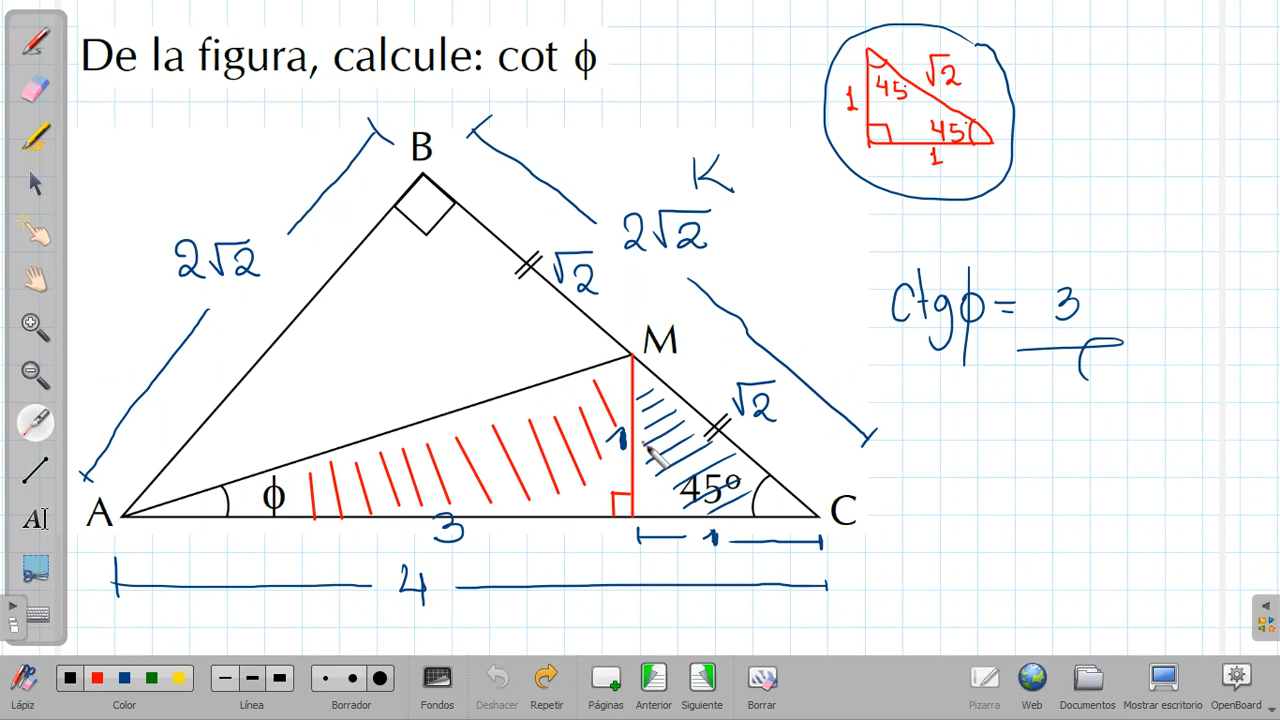 De la figura, calcule: cot ϕ
√2
45
1
45°
1
B
K
2√2
2√2
√2
Ctgϕ = 3
M
√2
1
A
ϕ
45º
C
3
1
4
AI
Lápiz
Color
Línea
Borrador
Fondos
Deshacer
Repetir
Páginas
Anterior
Siguiente
Borrar
Pizarra
Web
Documentos
Mostrar escritorio
OpenBoard